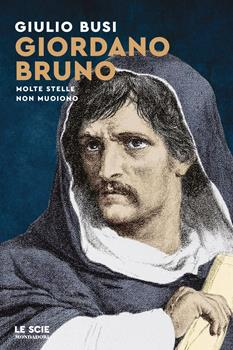 GIULIO BUSI
GIORDANO
BRUNO
MOLTE STELLE
NON MUOIONO
LE SCIE
MONDADORI